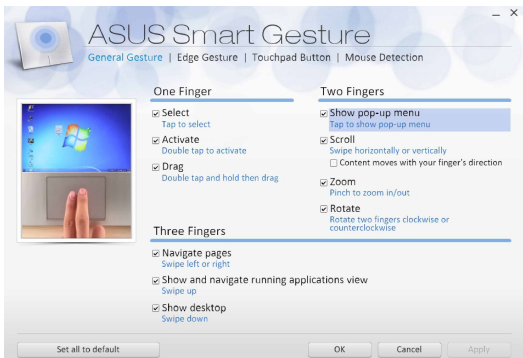 ASUS Smart Gesture
General Gesture | Edge Gesture | Touchpad Button | Mouse Detection
One Finger
Select
Tap to select
Activate
Double tap to activate
Drag
Double tap and hold then drag
Two Fingers
Show pop-up menu
Tap to show pop-up menu
Scroll
Swipe horizontally or vertically
Content moves with your finger's direction
Zoom
Pinch to zoom in/out
Rotate
Rotate two fingers clockwise or
counterclockwise
Three Fingers
Navigate pages
Swipe left or right
Show and navigate running applications view
Swipe up
Show desktop
Swipe down
Set all to default
OK
Cancel
Apply